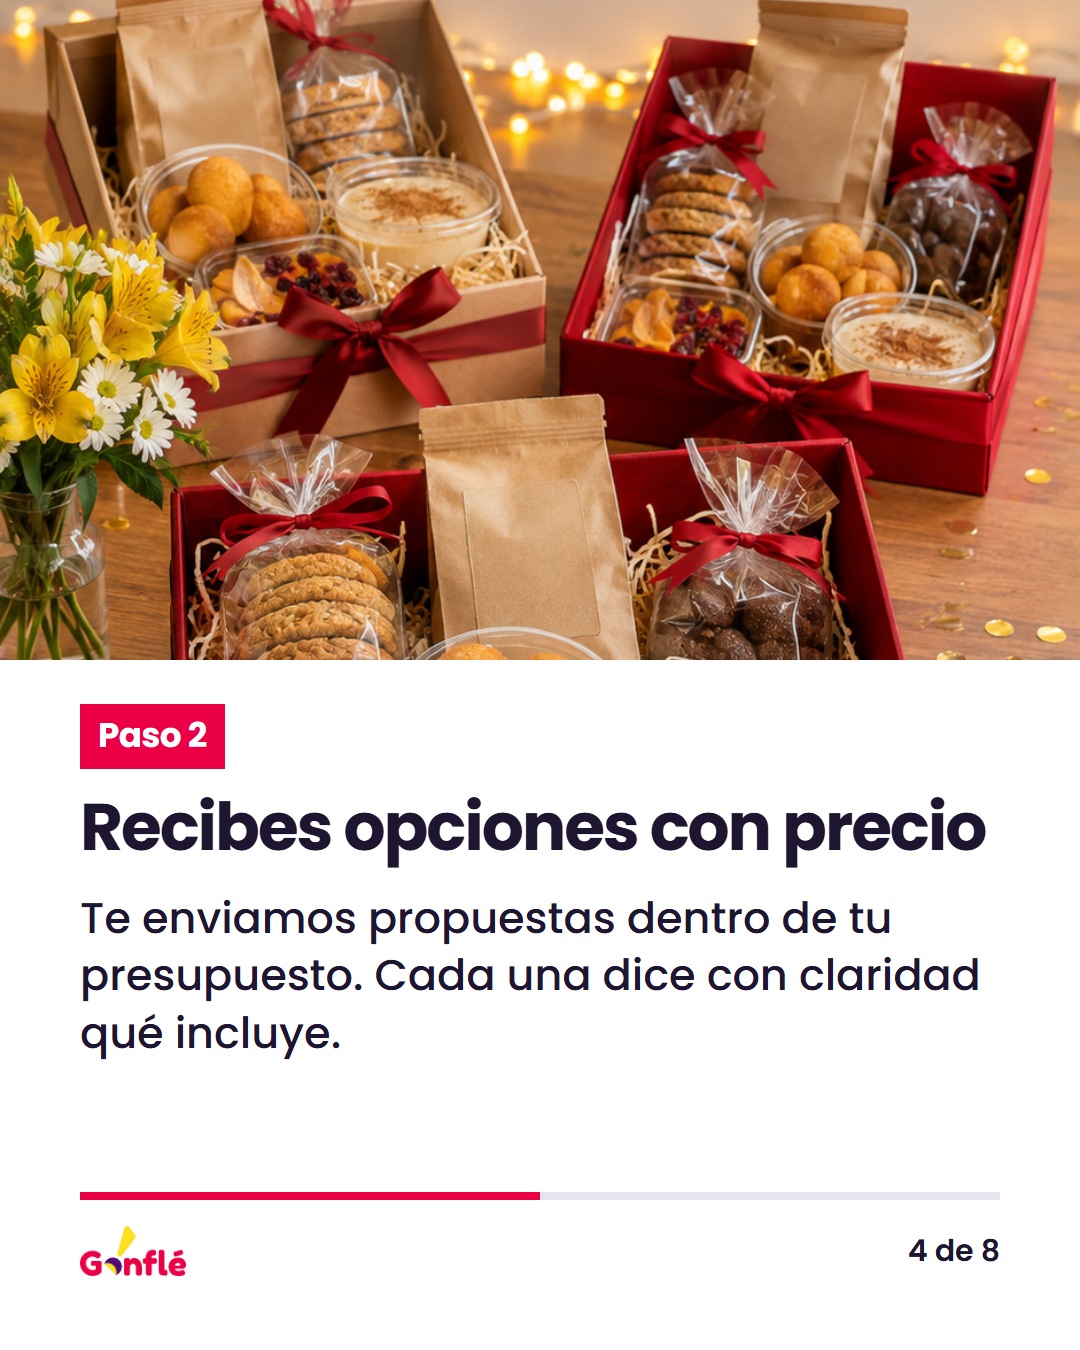 Paso 2
Recibes opciones con precio
Te enviamos propuestas dentro de tu
presupuesto. Cada una dice con claridad
qué incluye.
Gonflé
4 de 8